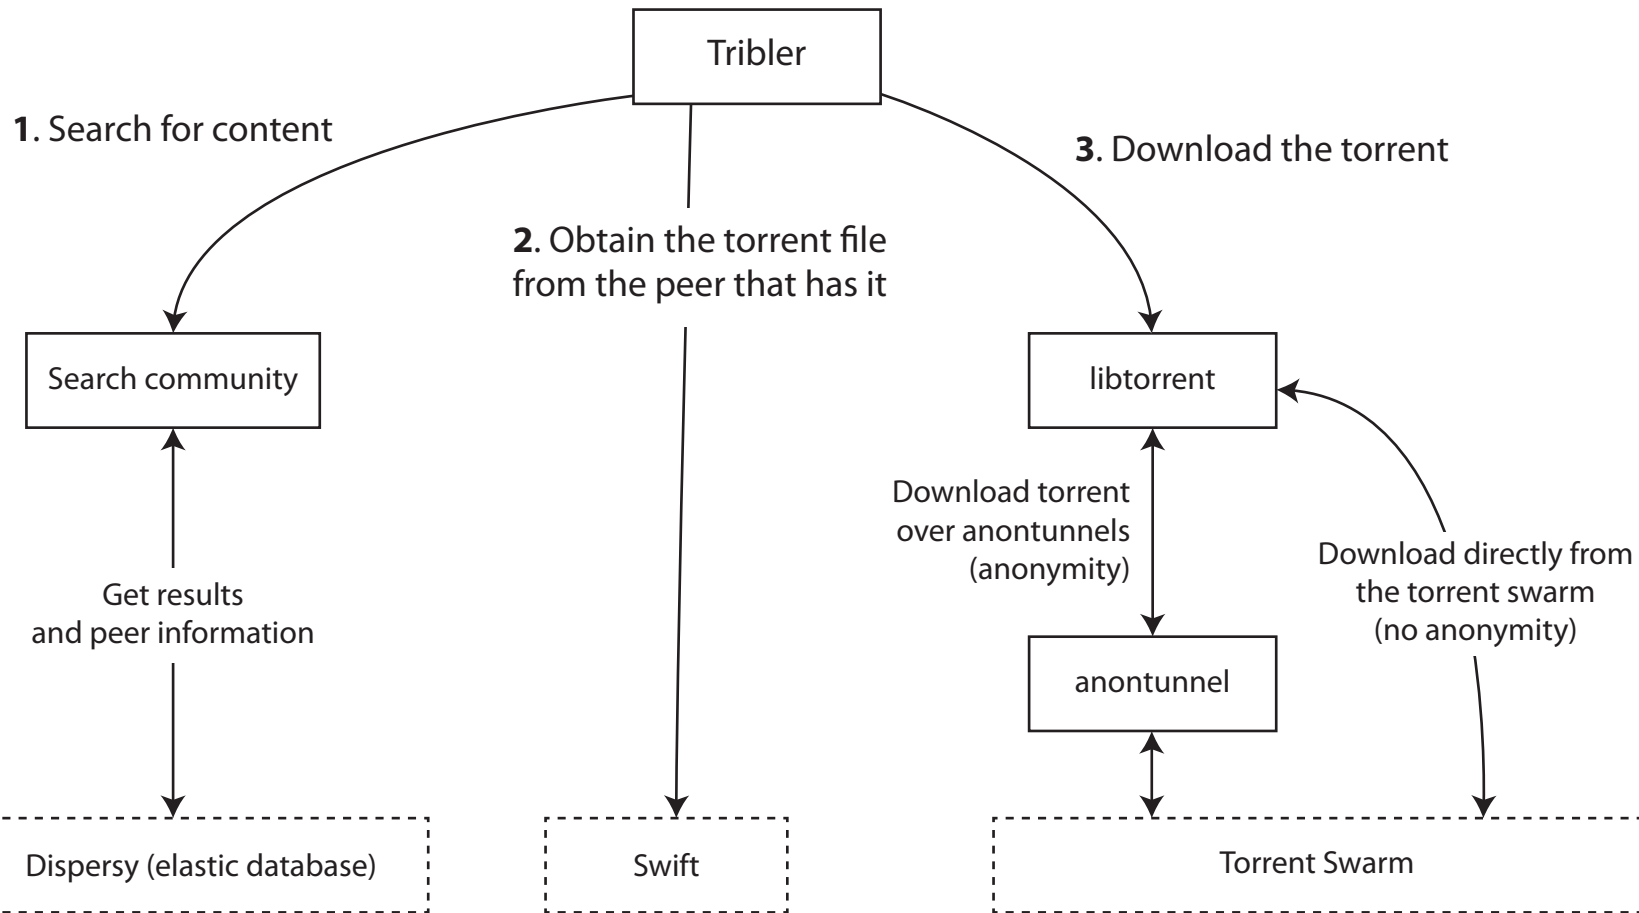 Tribler
1. Search for content
3. Download the torrent
2. Obtain the torrent file
from the peer that has it
Search community
libtorrent
Download torrent
over anontunnels
(anonymity)
Download directly from
the torrent swarm
(no anonymity)
Get results
and peer information
anontunnel
Dispersy (elastic database)
Swift
Torrent Swarm